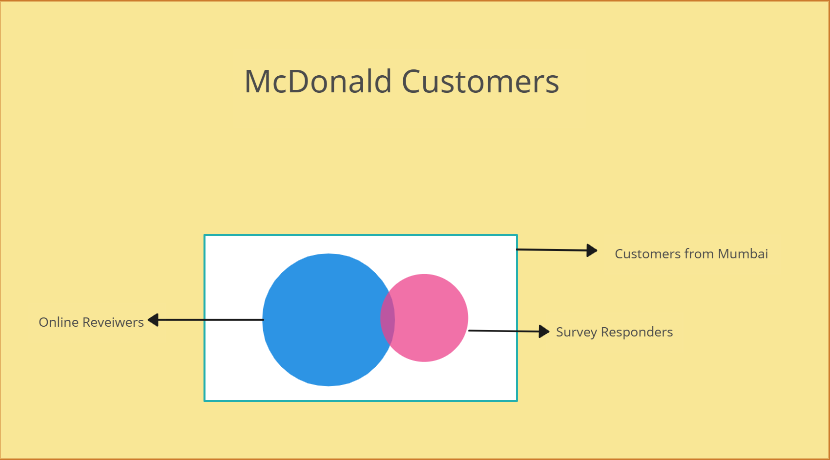 McDonald Customers
Customers from Mumbai
Online Reveiwers
Survey Responders